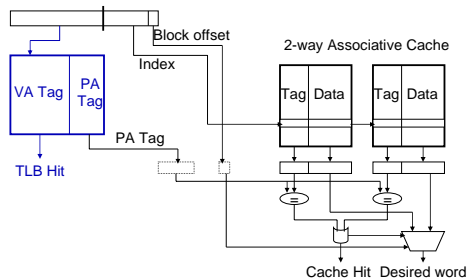 Block offset
Index
2-way Associative Cache
VA Tag
PA Tag
Tag Data
Tag Data
PA Tag
TLB Hit
=
=
Cache Hit
Desired word